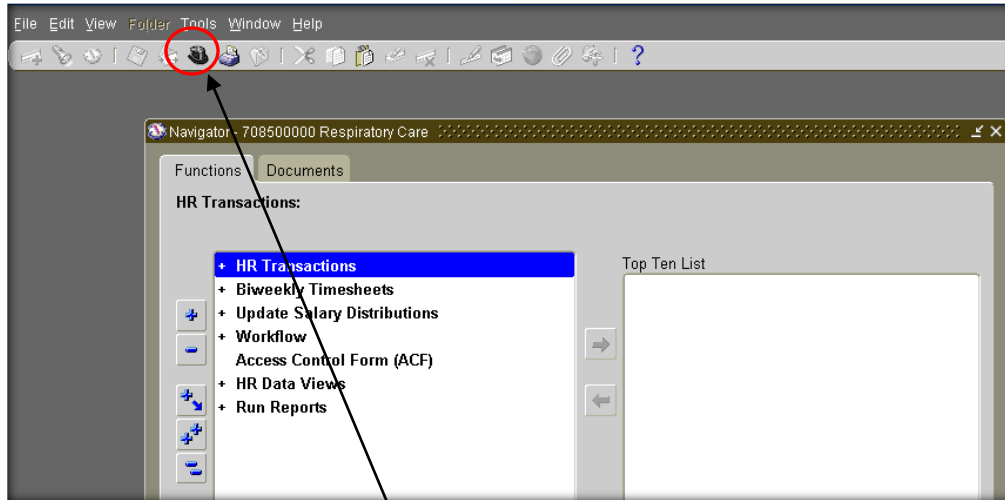 File Edit View Folder Tools Window Help
?
Navigator - 708500000 Respiratory Care
Functions Documents
HR Transactions:
+ HR Transactions
+ Biweekly Timesheets
+ Update Salary Distributions
+ Workflow
Access Control Form (ACF)
+ HR Data Views
+ Run Reports
Top Ten List